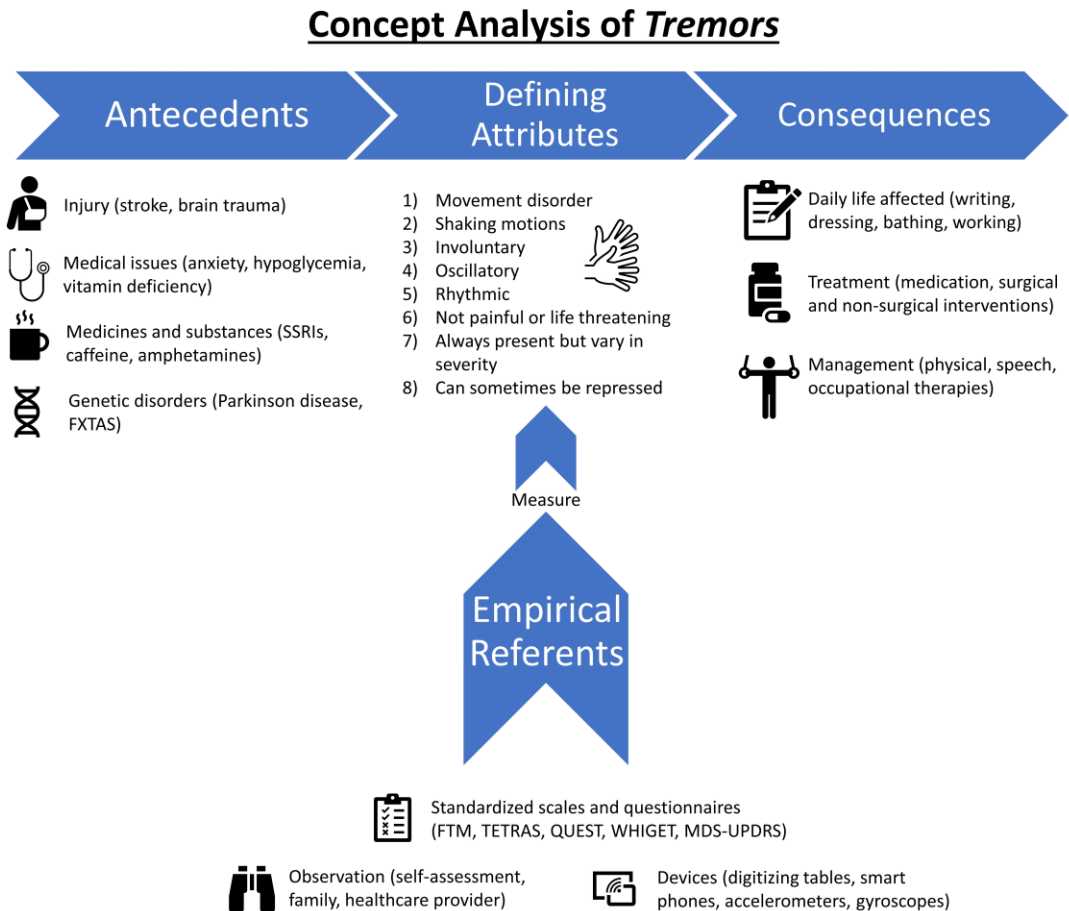 Concept Analysis of Tremors
Antecedents
Defining
Attributes
Consequences
Injury (stroke, brain trauma)
Medical issues (anxiety, hypoglycemia,
vitamin deficiency)
Medicines and substances (SSRIs,
caffeine, amphetamines)
Genetic disorders (Parkinson disease,
FXTAS)
1) Movement disorder
2) Shaking motions
3) Involuntary
4) Oscillatory
5) Rhythmic
6) Not painful or life threatening
7) Always present but vary in
severity
8) Can sometimes be repressed
Daily life affected (writing,
dressing, bathing, working)
Treatment (medication, surgical
and non-surgical interventions)
Management (physical, speech,
occupational therapies)
Measure
Empirical
Referents
Standardized scales and questionnaires
(FTM, TETRAS, QUEST, WHIGET, MDS-UPDRS)
Observation (self-assessment,
family, healthcare provider)
Devices (digitizing tables, smart
phones, accelerometers, gyroscopes)